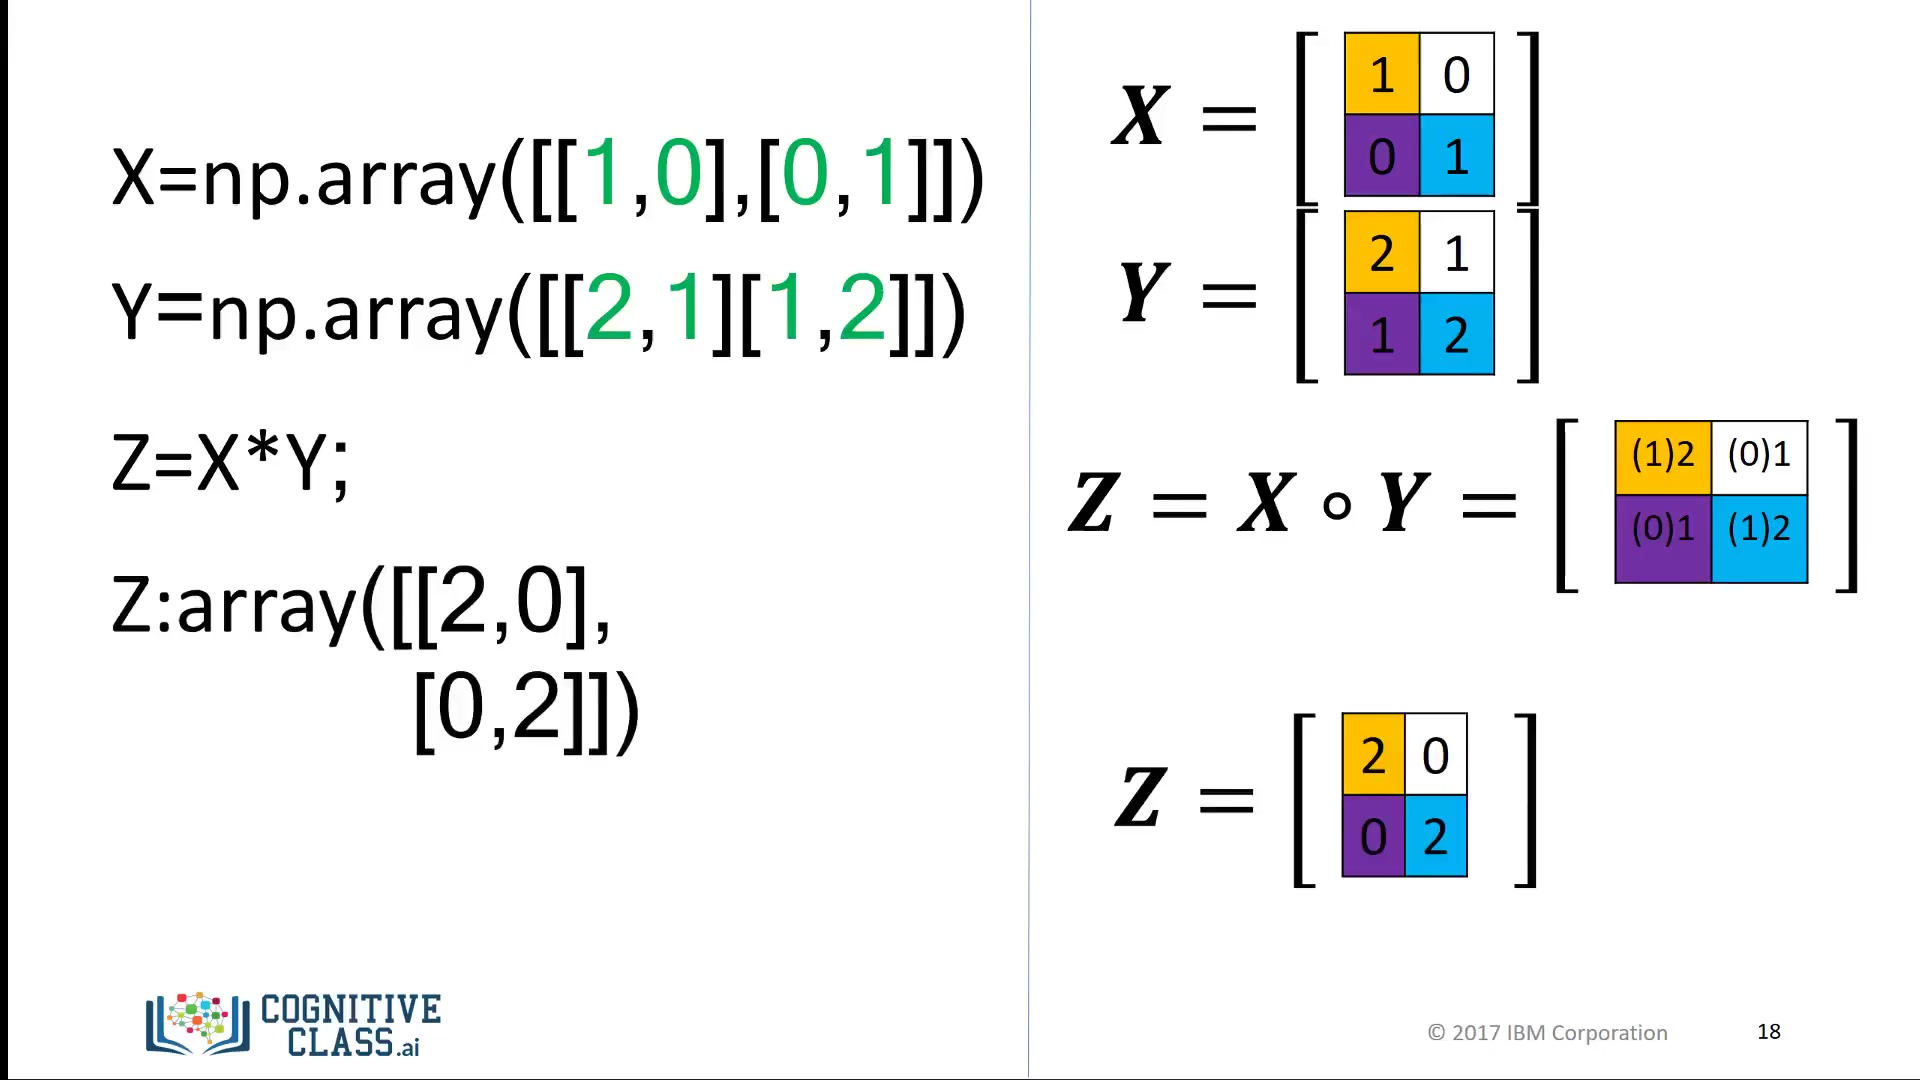 X=np.array([[1,0],[0,1]])
Y=np.array([[2,1][1,2]])
Z=X*Y;
Z:array([[2,0],
[0,2]])
X = [ 1 0
0 1 ]
Y = [ 2 1
1 2 ]
Z = X ∘ Y = [ (1)2 (0)1
(0)1 (1)2 ]
Z = [ 2 0
0 2 ]
COGNITIVE
CLASS.ai
© 2017 IBM Corporation 18